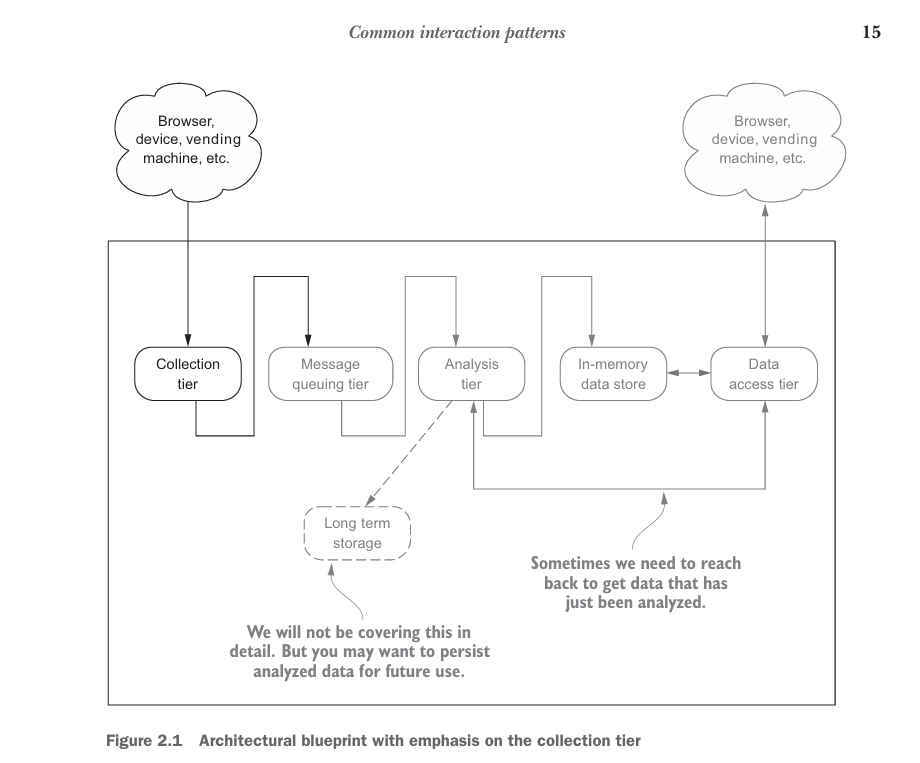 Common interaction patterns 15
Browser,
device, vending
machine, etc.
Browser,
device, vending
machine, etc.
Collection
tier
Message
queuing tier
Analysis
tier
In-memory
data store
Data
access tier
Long term
storage
Sometimes we need to reach
back to get data that has
just been analyzed.
We will not be covering this in
detail. But you may want to persist
analyzed data for future use.
Figure 2.1 Architectural blueprint with emphasis on the collection tier